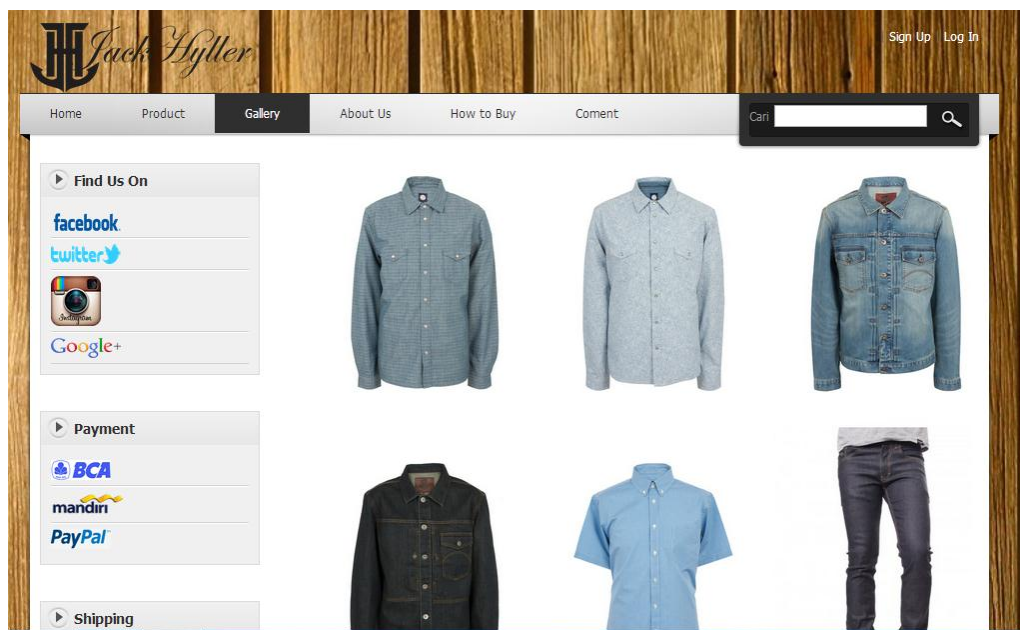 Jack Hyller
Sign Up Log In
Home Product Gallery About Us How to Buy Coment Cari
Find Us On
facebook.
twitter
Instagram
Google+
Payment
BCA
mandiri
PayPal
Shipping